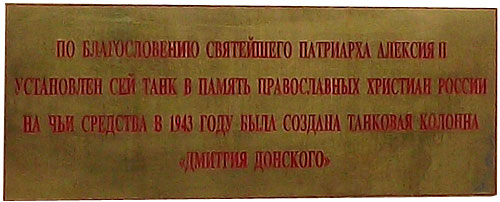 ПО БЛАГОСЛОВЕНИЮ СВЯТЕЙШЕГО ПАТРИАРХА АЛЕКСИЯ II
УСТАНОВЛЕН СЕЙ ТАНК В ПАМЯТЬ ПРАВОСЛАВНЫХ ХРИСТИАН РОССИИ
НА ЧЬИ СРЕДСТВА В 1943 ГОДУ БЫЛА СОЗДАНА ТАНКОВАЯ КОЛОННА
«ДМИТРИЯ ДОНСКОГО»